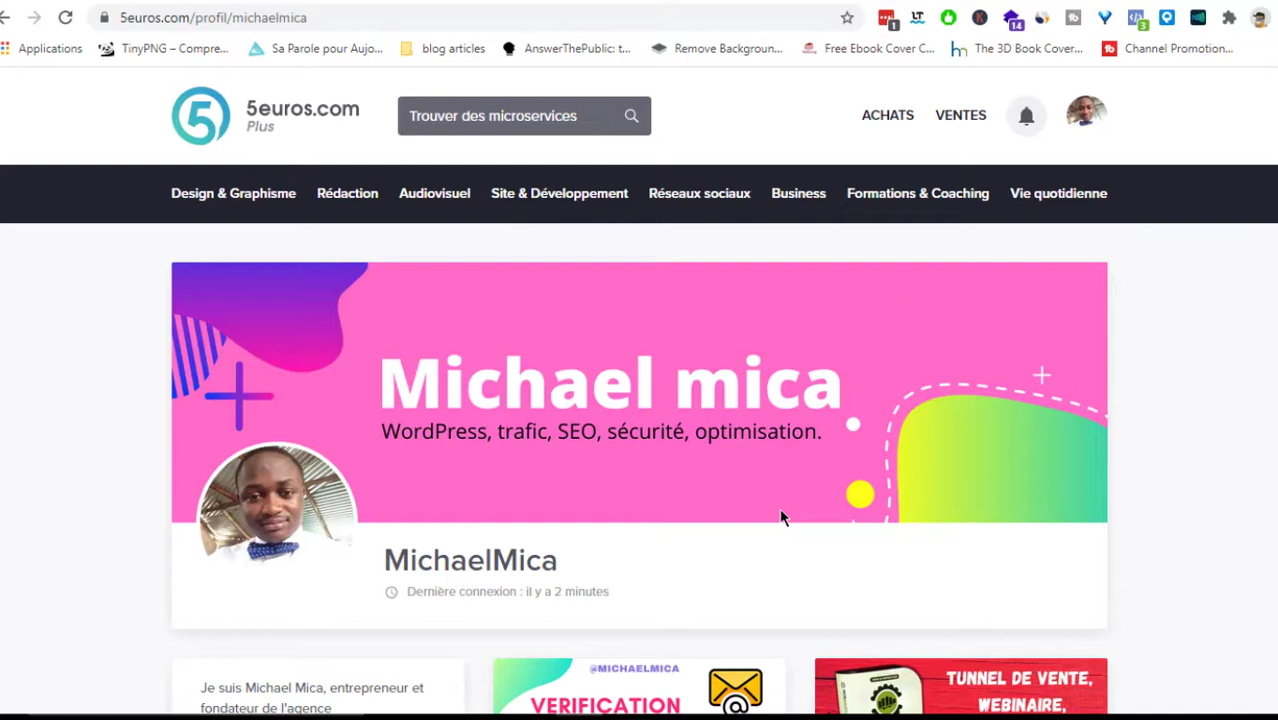 5euros.com/profil/michaelmica
1
14
3
Applications
TinyPNG – Compre...
Sa Parole pour Aujo...
blog articles
AnswerThePublic: t...
Remove Backgroun...
Free Ebook Cover C...
The 3D Book Cover...
Channel Promotion...
5euros.com
Plus
Trouver des microservices
ACHATS
VENTES
Design & Graphisme
Rédaction
Audiovisuel
Site & Développement
Réseaux sociaux
Business
Formations & Coaching
Vie quotidienne
Michael mica
WordPress, trafic, SEO, sécurité, optimisation.
MichaelMica
Dernière connexion : il y a 2 minutes
Je suis Michael Mica, entrepreneur et
fondateur de l'agence
@MICHAELMICA
VERIFICATION
TUNNEL DE VENTE,
WEBINAIRE,